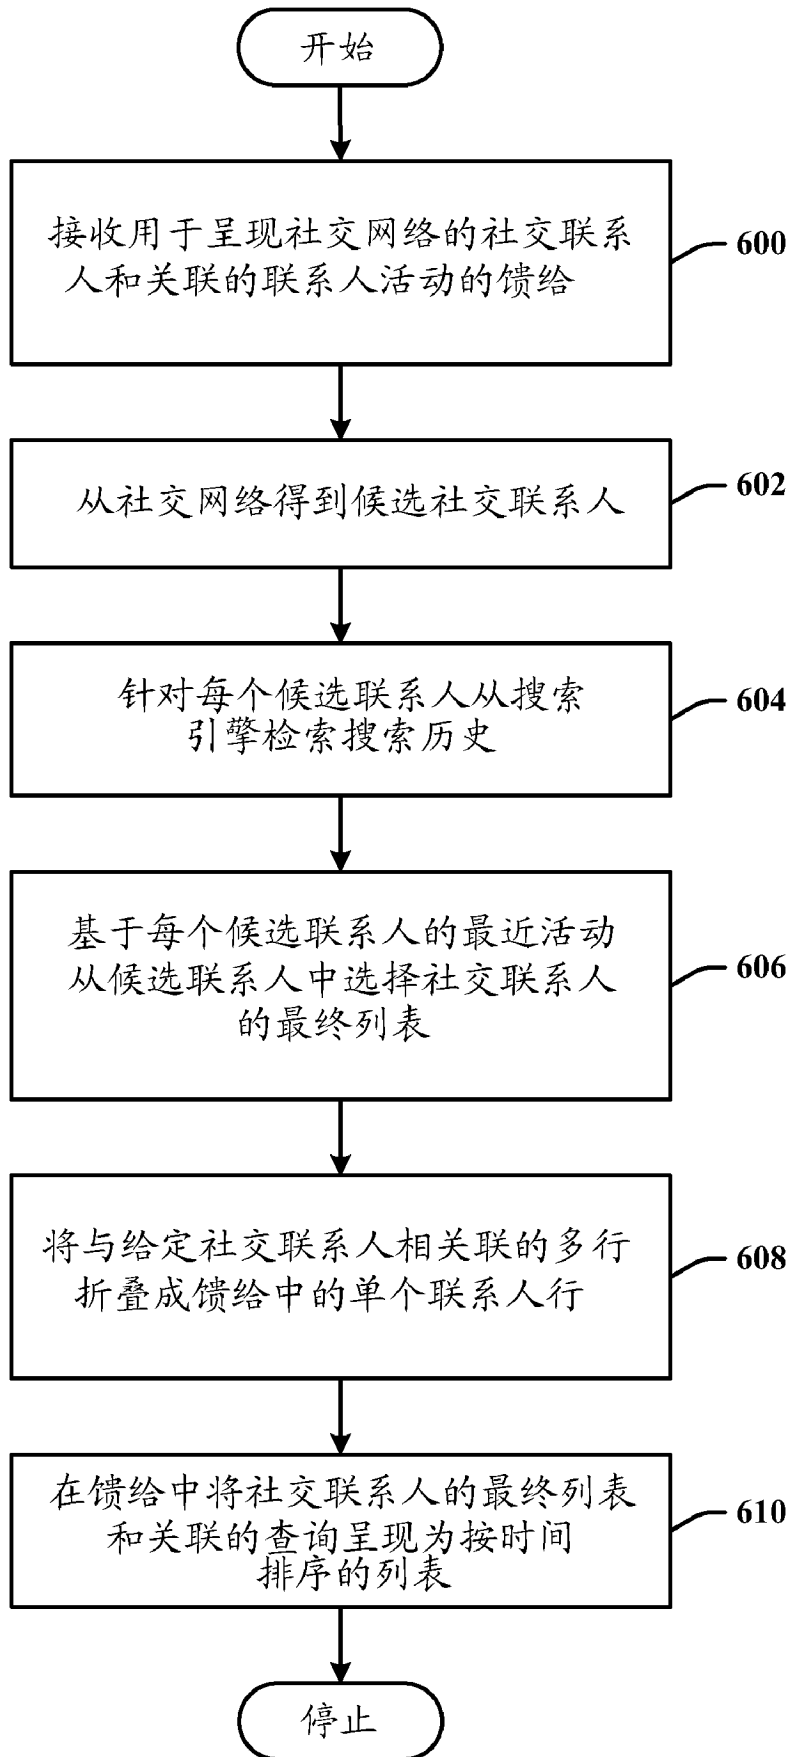 开始
接收用于呈现社交网络的社交联系
人和关联的联系人活动的馈给
600
从社交网络得到候选社交联系人
602
针对每个候选联系人从搜索
引擎检索搜索历史
604
基于每个候选联系人的最近活动
从候选联系人中选择社交联系人
的最终列表
606
将与给定社交联系人相关联的多行
折叠成馈给中的单个联系人行
608
在馈给中将社交联系人的最终列表
和关联的查询呈现为按时间
排序的列表
610
停止